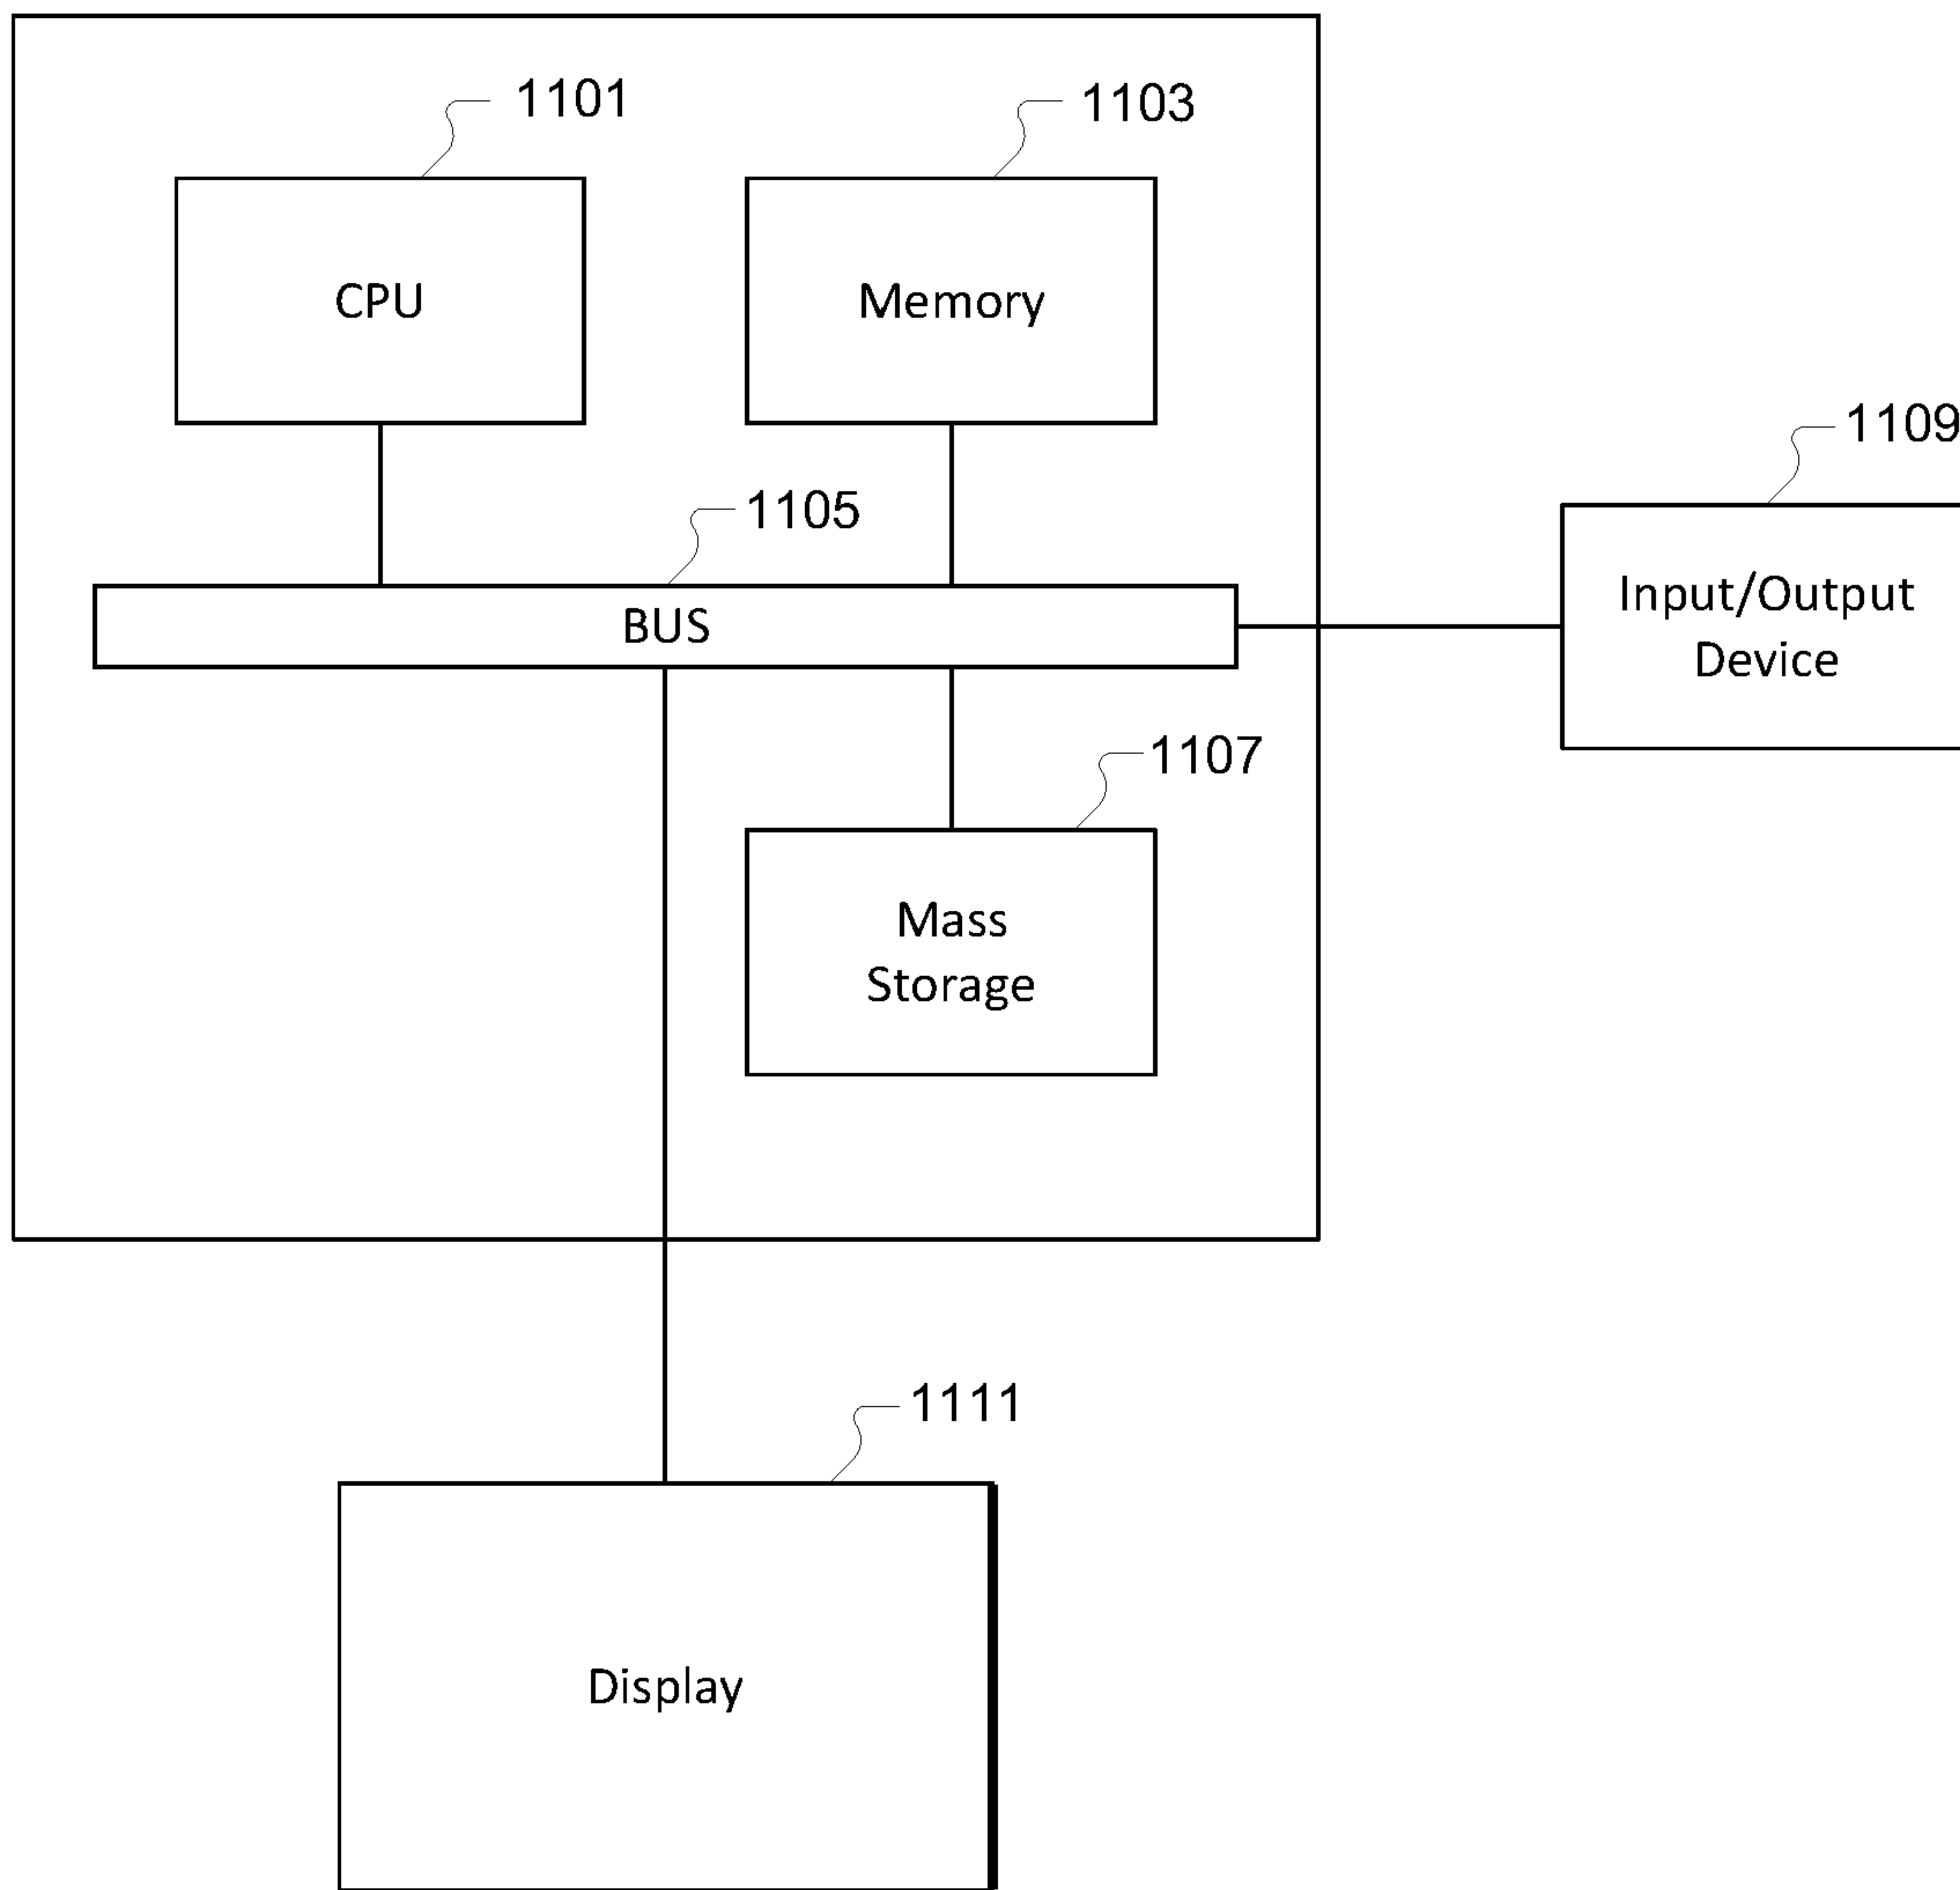 1101
1103
CPU
Memory
1109
1105
Input/Output
Device
BUS
1107
Mass
Storage
1111
Display